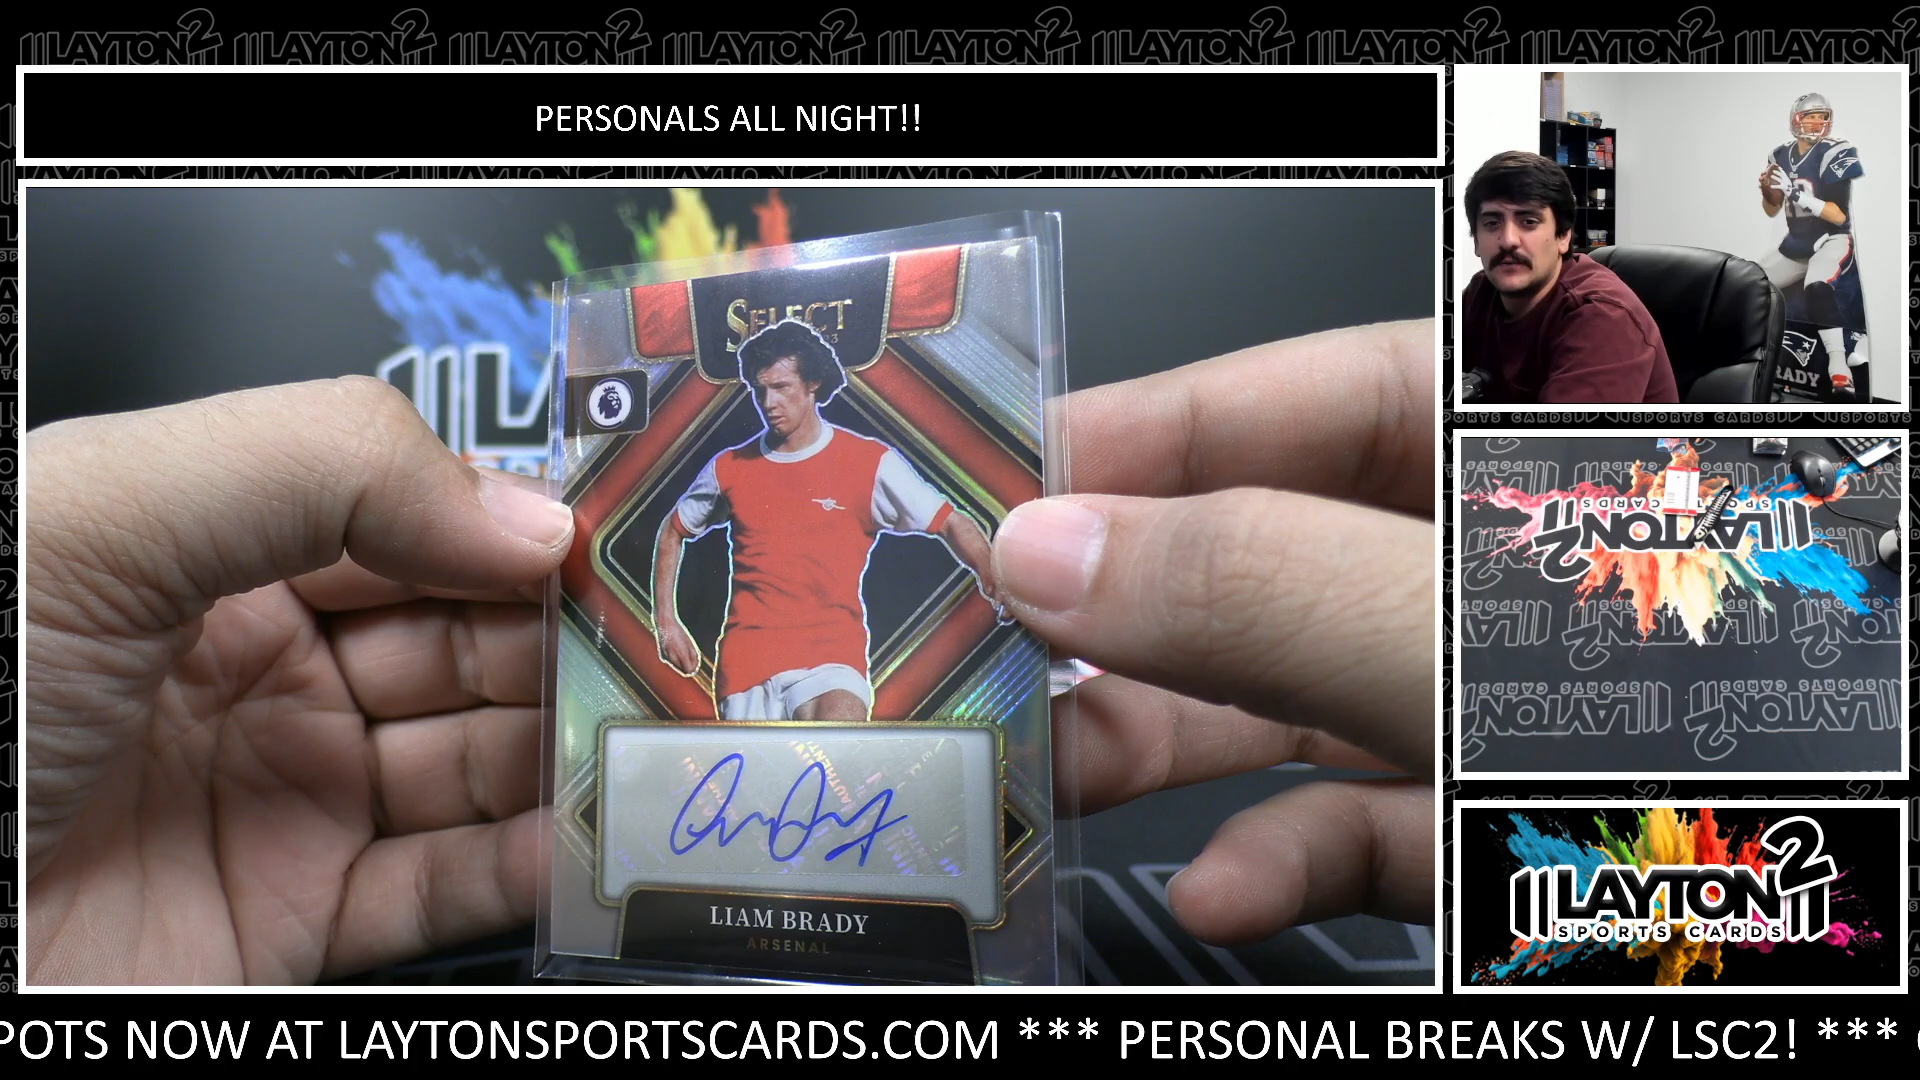 PERSONALS ALL NIGHT!!
SELECT
LIAM BRADY
ARSENAL
BRADY
LAYTON 2
SPORTS CARDS
POTS NOW AT LAYTONSPORTSCARDS.COM *** PERSONAL BREAKS W/ LSC2! ***